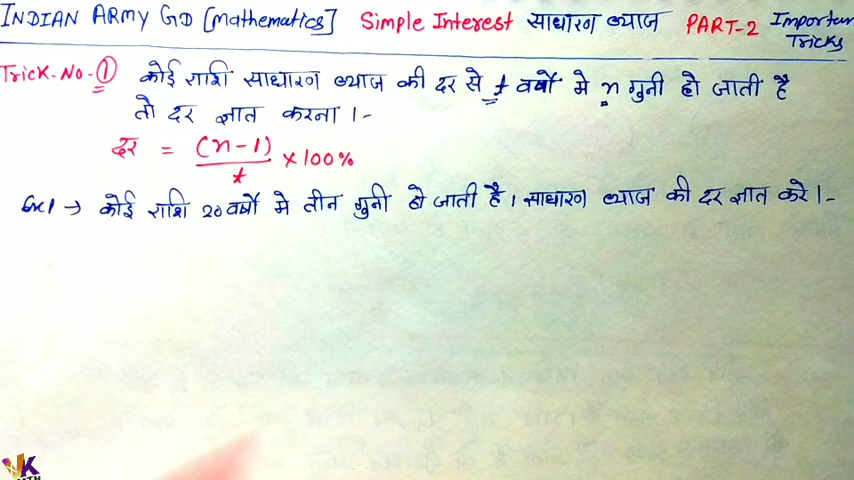 INDIAN ARMY GD [Mathematics] Simple Interest साधारण ब्याज PART-2 Important
Tricks
Trick-No-① कोई राशि साधारण ब्याज की दर से t वर्षो मे n गुनी हो जाती है
तो दर ज्ञात करना ।-
दर = (n-1)/t ×100%
Ex1 → कोई राशि 20 वर्षो मे तीन गुनी हो जाती है। साधारण ब्याज की दर ज्ञात करे ।-
VK